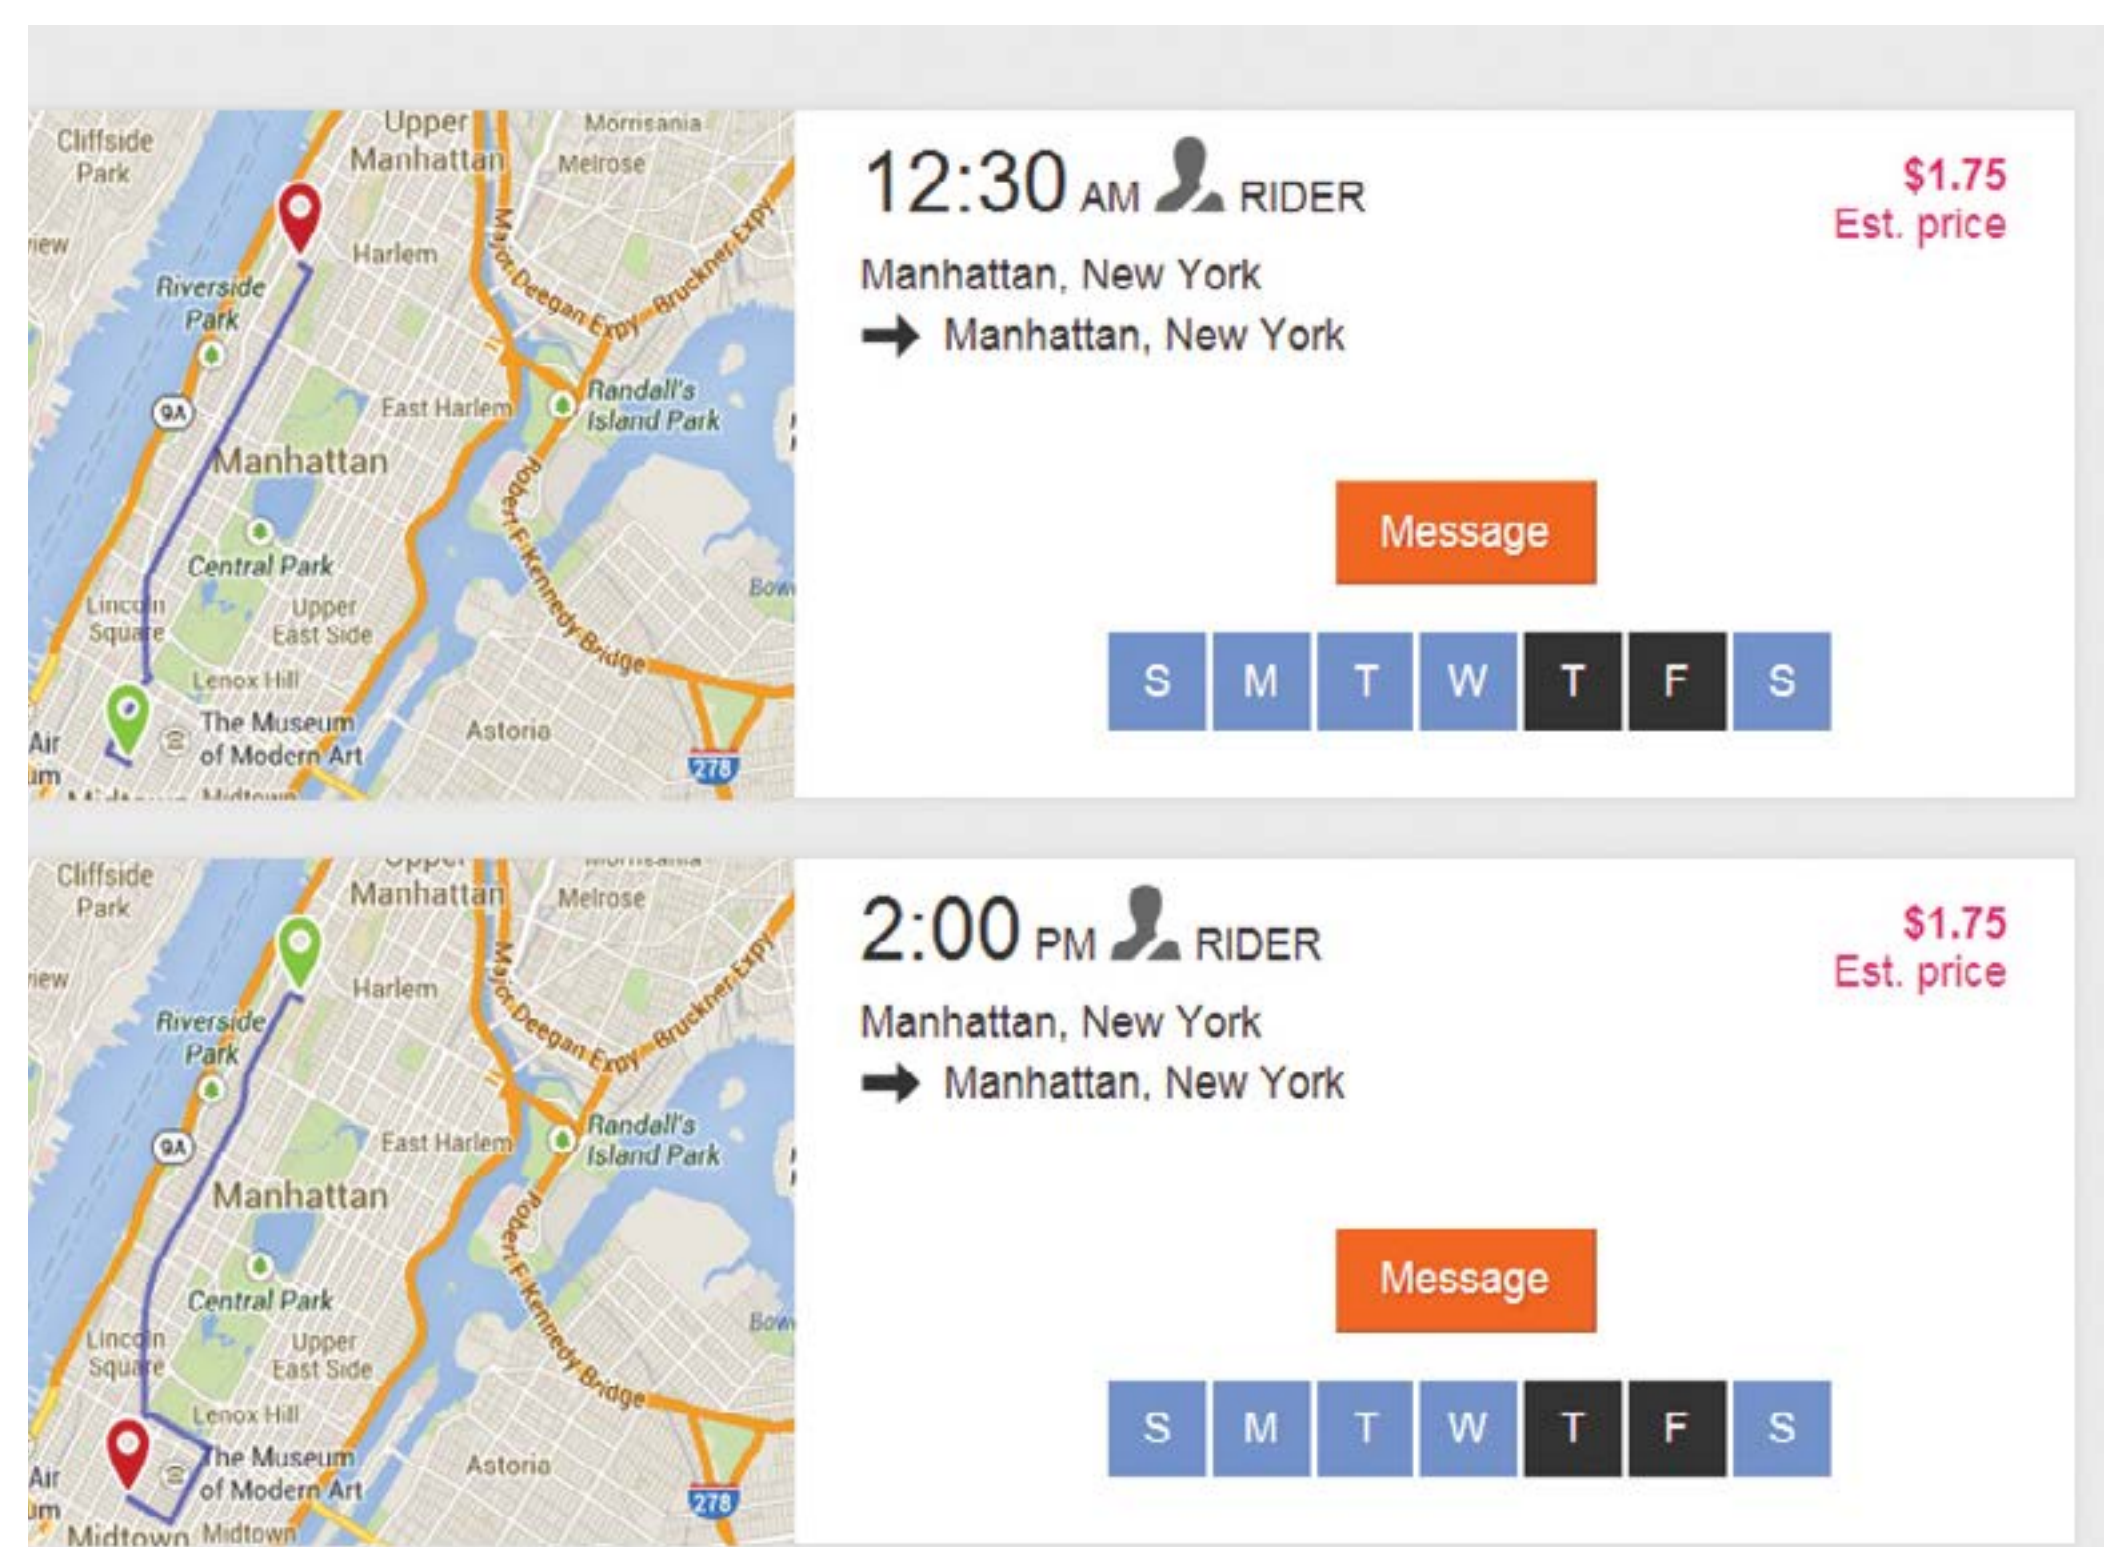 Cliffside
Park
Upper
Manhattan
Morrisania
Melrose
Harlem
Major Deegan Expy
Bruckner Expy
Riverside
Park
9A
East Harlem
Randall's
Island Park
Manhattan
Robert F Kennedy Bridge
Central Park
Lincoln
Square
Upper
East Side
Lenox Hill
The Museum
of Modern Art
Air
Astoria
278
Midtown
12:30 AM RIDER
$1.75
Est. price
Manhattan, New York
Manhattan, New York
Message
S M T W T F S
Cliffside
Park
Upper
Manhattan
Morrisania
Melrose
Harlem
Major Deegan Expy
Bruckner Expy
Riverside
Park
9A
East Harlem
Randall's
Island Park
Manhattan
Robert F Kennedy Bridge
Central Park
Lincoln
Square
Upper
East Side
Lenox Hill
The Museum
of Modern Art
Air
Astoria
278
Midtown Midtown
2:00 PM RIDER
$1.75
Est. price
Manhattan, New York
Manhattan, New York
Message
S M T W T F S